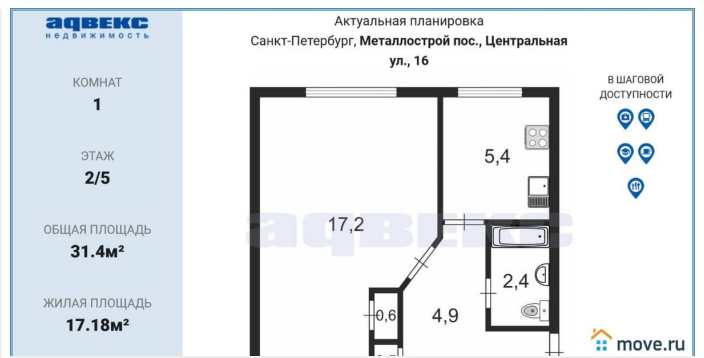 адвекс
недвижимость
КОМНАТ
1
ЭТАЖ
2/5
ОБЩАЯ ПЛОЩАДЬ
31.4м²
ЖИЛАЯ ПЛОЩАДЬ
17.18м²
Актуальная планировка
Санкт-Петербург, Металлострой пос., Центральная
ул., 16
5,4
17,2
2,4
0,6
4,9
адвекс
В ШАГОВОЙ
ДОСТУПНОСТИ
move.ru